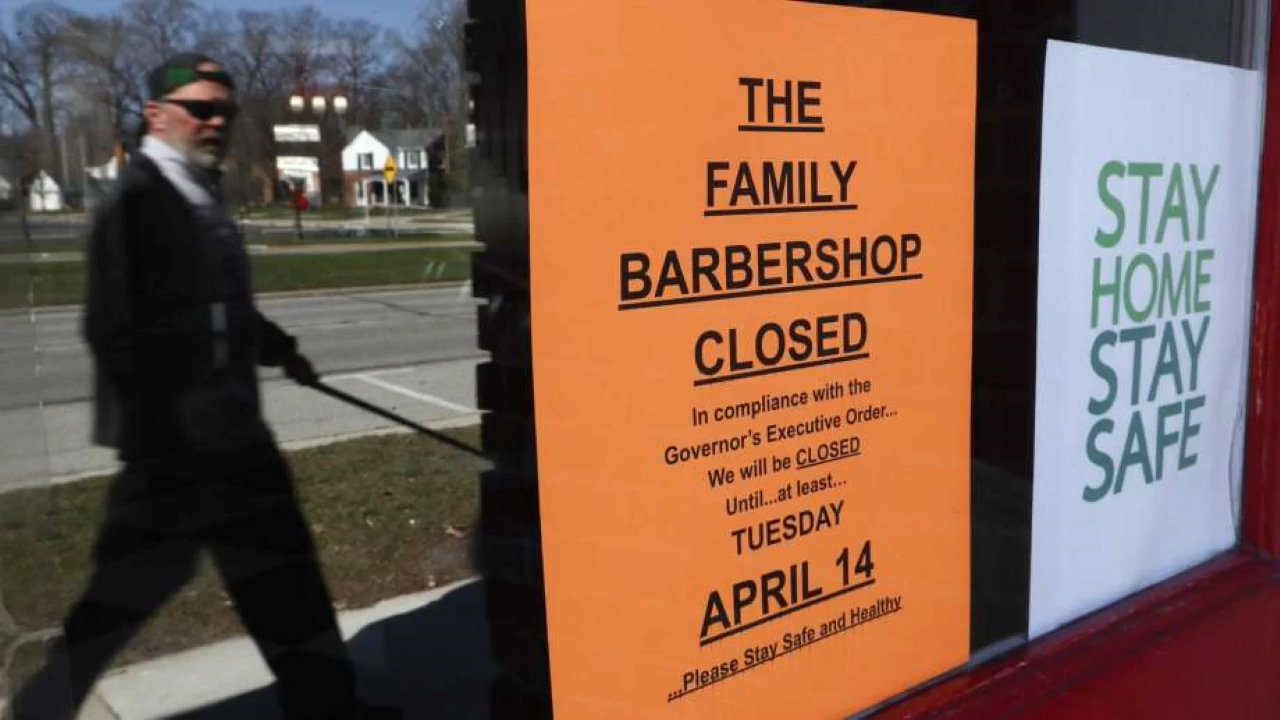 THE
FAMILY
BARBERSHOP
CLOSED
In compliance with the
Governor's Executive Order...
We will be CLOSED
Until...at least...
TUESDAY
APRIL 14
...Please Stay Safe and Healthy
STAY
HOME
STAY
SAFE